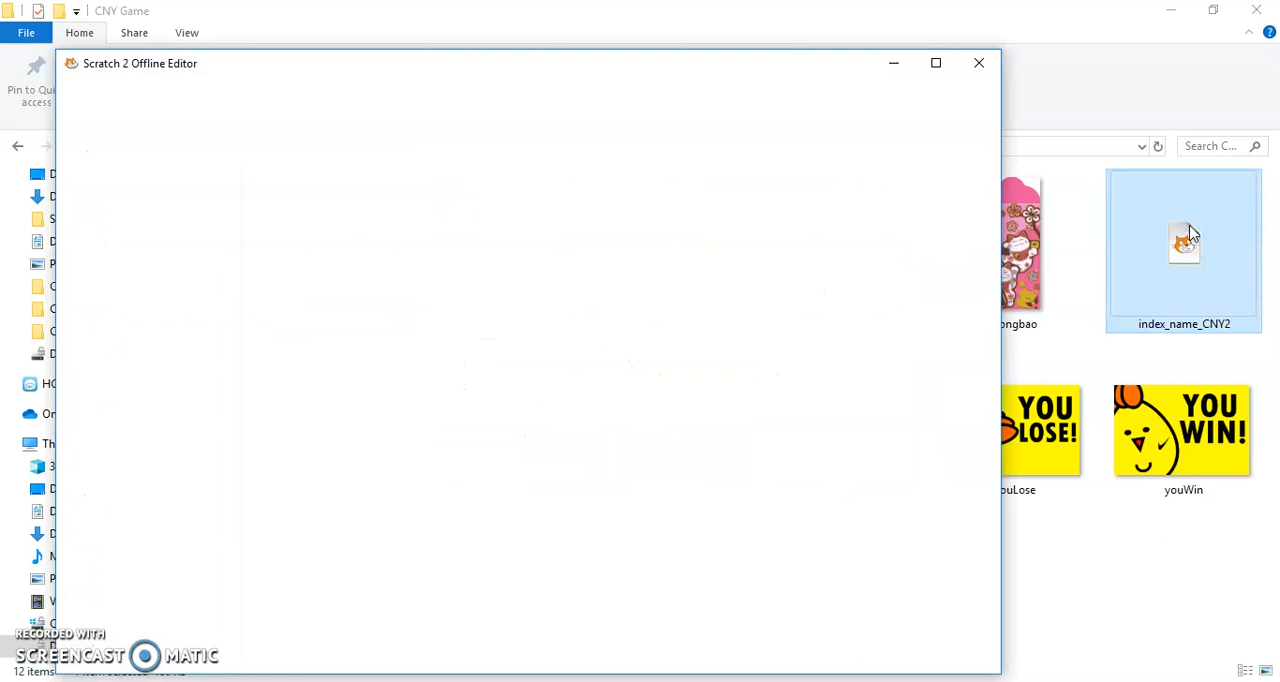 CNY Game
File
Home
Share
View
Scratch 2 Offline Editor
Pin to Qui
access
Search C...
ongbao
index_name_CNY2
YOU
LOSE!
YOU
WIN!
ouLose
youWin
RECORDED WITH
SCREENCAST MATIC
12 items